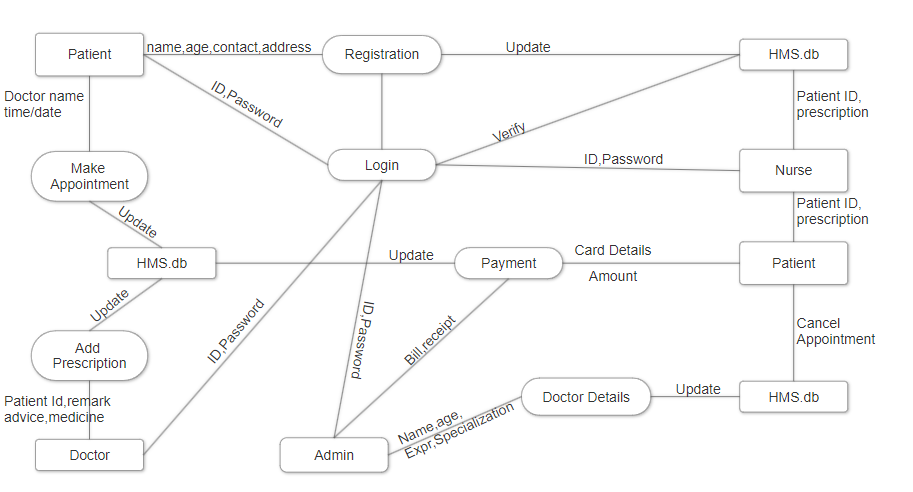 Patient
name,age,contact,address
Registration
Update
HMS.db
Doctor name
time/date
ID,Password
Verify
Patient ID,
prescription
Make
Appointment
Login
ID,Password
Nurse
Update
Patient ID,
prescription
HMS.db
Update
Payment
Card Details
Amount
Patient
Update
ID,Password
ID,Password
Bill,receipt
Cancel
Appointment
Add
Prescription
Patient Id,remark
advice,medicine
Doctor Details
Update
HMS.db
Name,age,
Expr,Specialization
Doctor
Admin